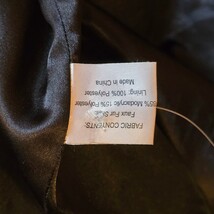 FABRIC CONTENTS:
Faux Fur Shell:
85% Modacrylic 15% Polyester
Lining: 100% Polyester
Made in China